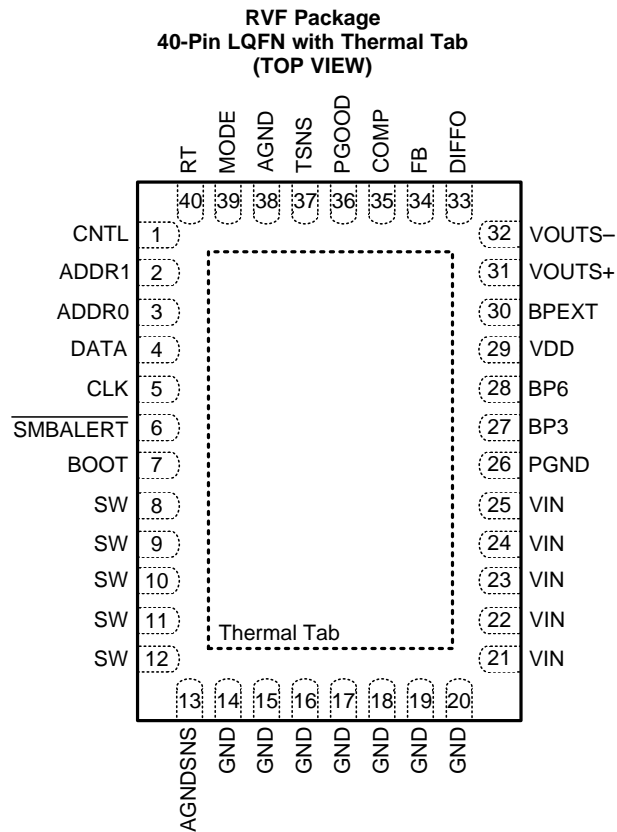 RVF Package
40-Pin LQFN with Thermal Tab
(TOP VIEW)
RT
MODE
AGND
TSNS
PGOOD
COMP
FB
DIFFO
40 39 38 37 36 35 34 33
CNTL 1 32 VOUTS–
ADDR1 2 31 VOUTS+
ADDR0 3 30 BPEXT
DATA 4 29 VDD
CLK 5 28 BP6
SMBALERT 6 27 BP3
BOOT 7 26 PGND
SW 8 25 VIN
SW 9 24 VIN
SW 10 23 VIN
SW 11 22 VIN
Thermal Tab
SW 12 21 VIN
13 14 15 16 17 18 19 20
AGNDSNS
GND
GND
GND
GND
GND
GND
GND